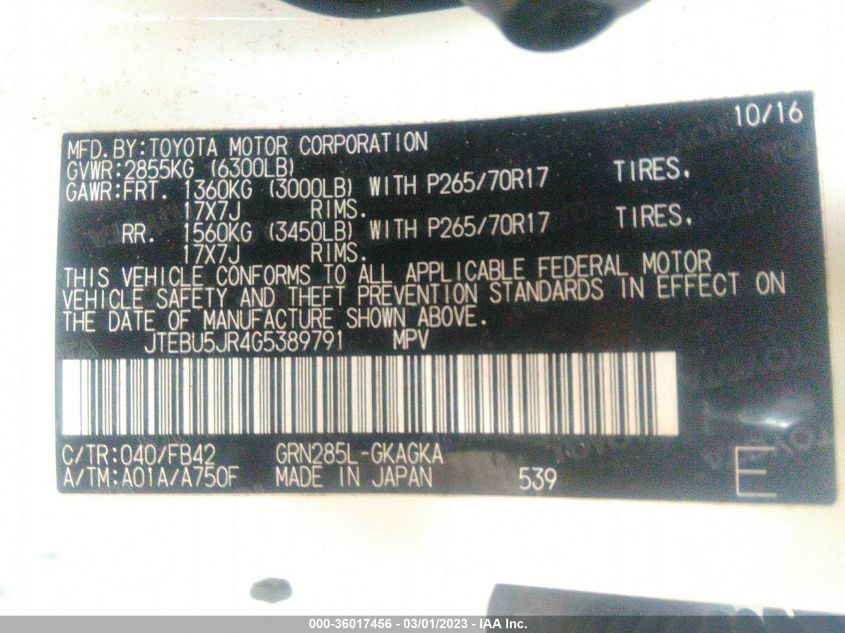 10/16
MFD.BY:TOYOTA MOTOR CORPORATION
GVWR:2855KG (6300LB)
GAWR:FRT. 1360KG (3000LB) WITH P265/70R17 TIRES.
17X7J RIMS.
RR. 1560KG (3450LB) WITH P265/70R17 TIRES.
17X7J RIMS.
THIS VEHICLE CONFORMS TO ALL APPLICABLE FEDERAL MOTOR
VEHICLE SAFETY AND THEFT PREVENTION STANDARDS IN EFFECT ON
THE DATE OF MANUFACTURE SHOWN ABOVE.
JTEBU5JR4G5389791 MPV
C/TR:040/FB42 GRN285L-GKAGKA
A/TM:A01A/A750F MADE IN JAPAN 539 E
000-36017456 - 03/01/2023 - IAA Inc.